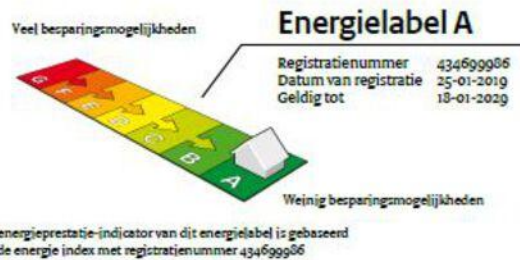 Veel besparingsmogelijkheden
Energielabel A
Registratienummer 434699986
Datum van registratie 25-01-2019
Geldig tot 18-01-2029
G
F
E
D
C
B
A
Weinig besparingsmogelijkheden
energieprestatie-indicator van dit energielabel is gebaseerd
de energie index met registratienummer 434699986